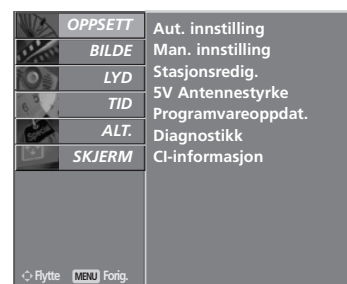 OPPSETT
BILDE
LYD
TID
ALT.
SKJERM
Aut. innstilling
Man. innstilling
Stasjonsredig.
5V Antennestyrke
Programvareoppdat.
Diagnostikk
CI-informasjon
Flytte MENU Forig.